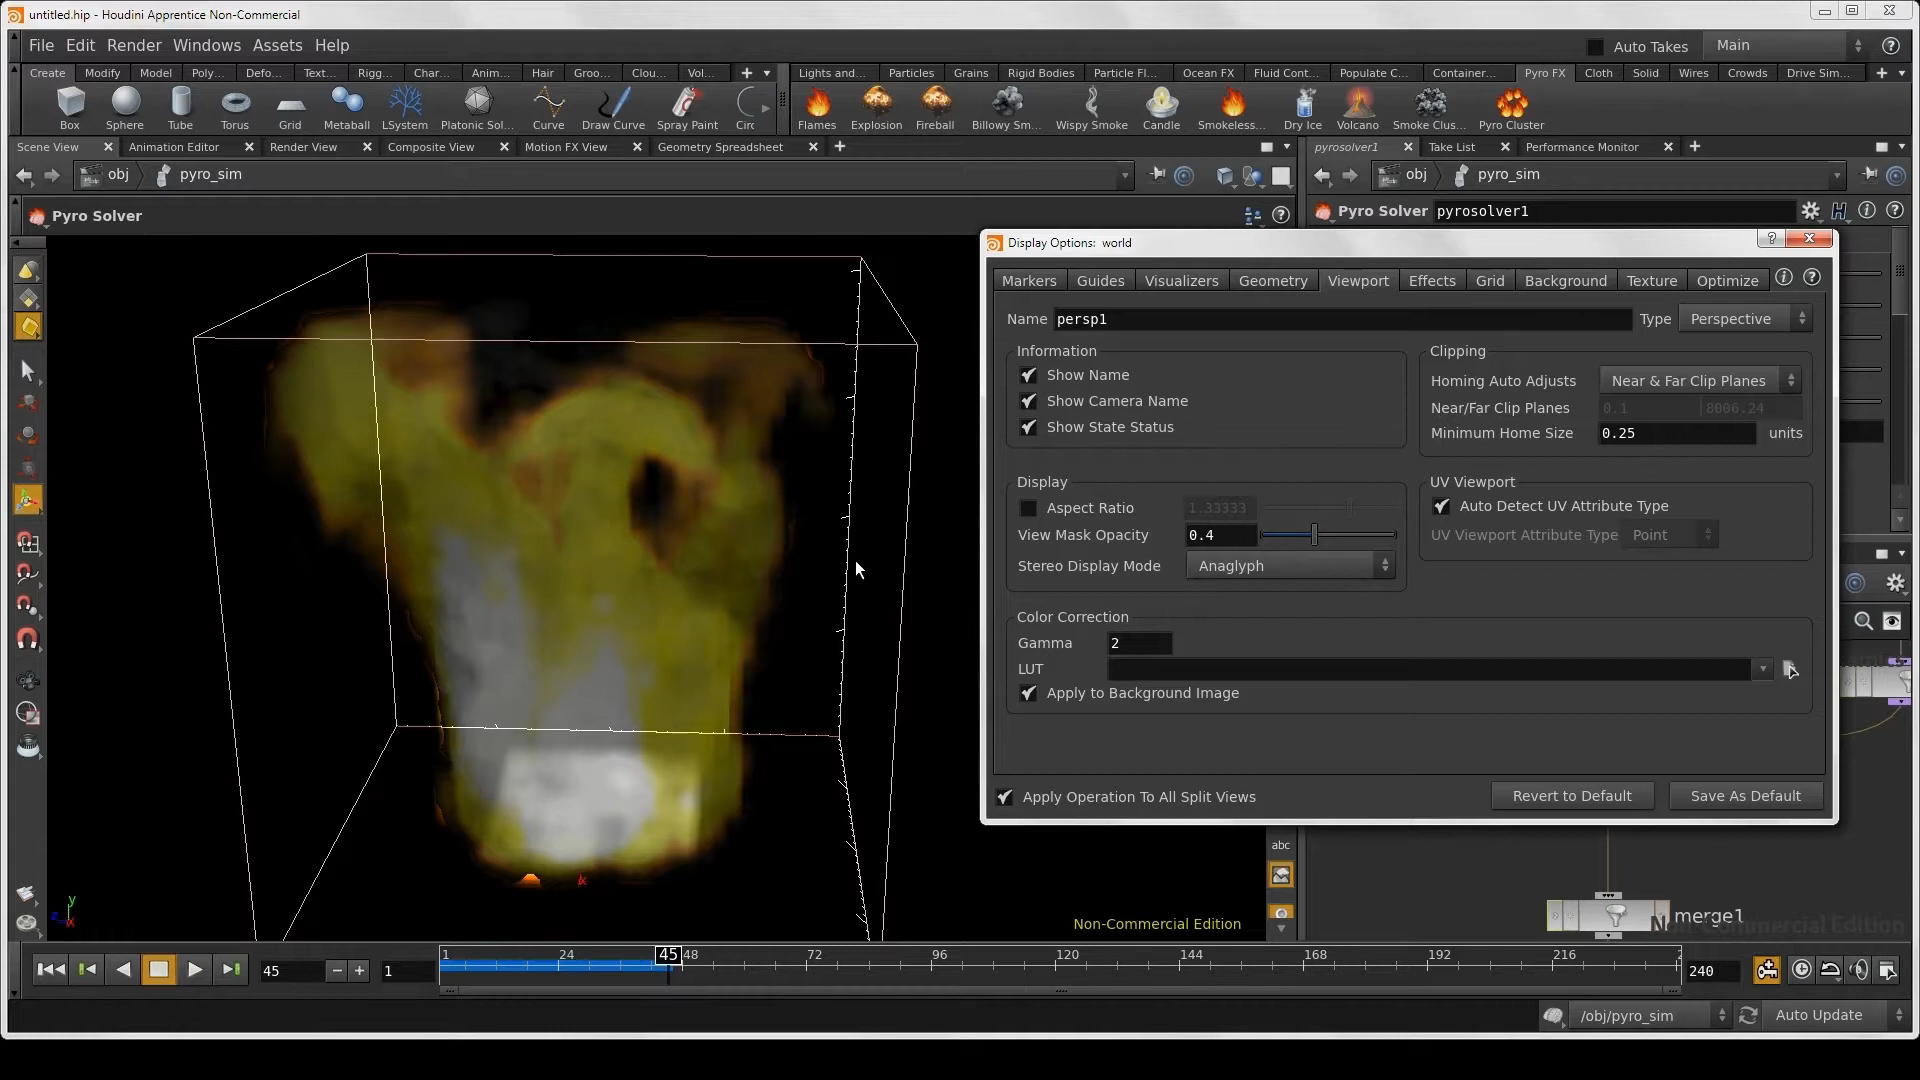 untitled.hip - Houdini Apprentice Non-Commercial
File Edit Render Windows Assets Help
Auto Takes Main
Create Modify Model Poly... Defo... Text... Rigg... Char... Anim... Hair Groo... Clou... Vol...
Lights and... Particles Grains Rigid Bodies Particle Fl... Ocean FX Fluid Cont... Populate C... Container... Pyro FX Cloth Solid Wires Crowds Drive Sim...
Box Sphere Tube Torus Grid Metaball LSystem Platonic Sol... Curve Draw Curve Spray Paint Circ
Flames Explosion Fireball Billowy Sm... Wispy Smoke Candle Smokeless... Dry Ice Volcano Smoke Clus... Pyro Cluster
Scene View Animation Editor Render View Composite View Motion FX View Geometry Spreadsheet
pyrosolver1 Take List Performance Monitor
obj pyro_sim
obj pyro_sim
Pyro Solver
Pyro Solver pyrosolver1
Display Options: world
Markers Guides Visualizers Geometry Viewport Effects Grid Background Texture Optimize
Name persp1 Type Perspective
Information
Show Name
Show Camera Name
Show State Status
Clipping
Homing Auto Adjusts Near & Far Clip Planes
Near/Far Clip Planes 0.1 8006.24
Minimum Home Size 0.25 units
Display
Aspect Ratio 1.33333
View Mask Opacity 0.4
Stereo Display Mode Anaglyph
UV Viewport
Auto Detect UV Attribute Type
UV Viewport Attribute Type Point
Color Correction
Gamma 2
LUT
Apply to Background Image
Apply Operation To All Split Views
Revert to Default
Save As Default
abc
y
z x
x
Non-Commercial Edition
merge1
Non-Commercial Edition
45 1
1 24 45 48 72 96 120 144 168 192 216 2
240
/obj/pyro_sim Auto Update